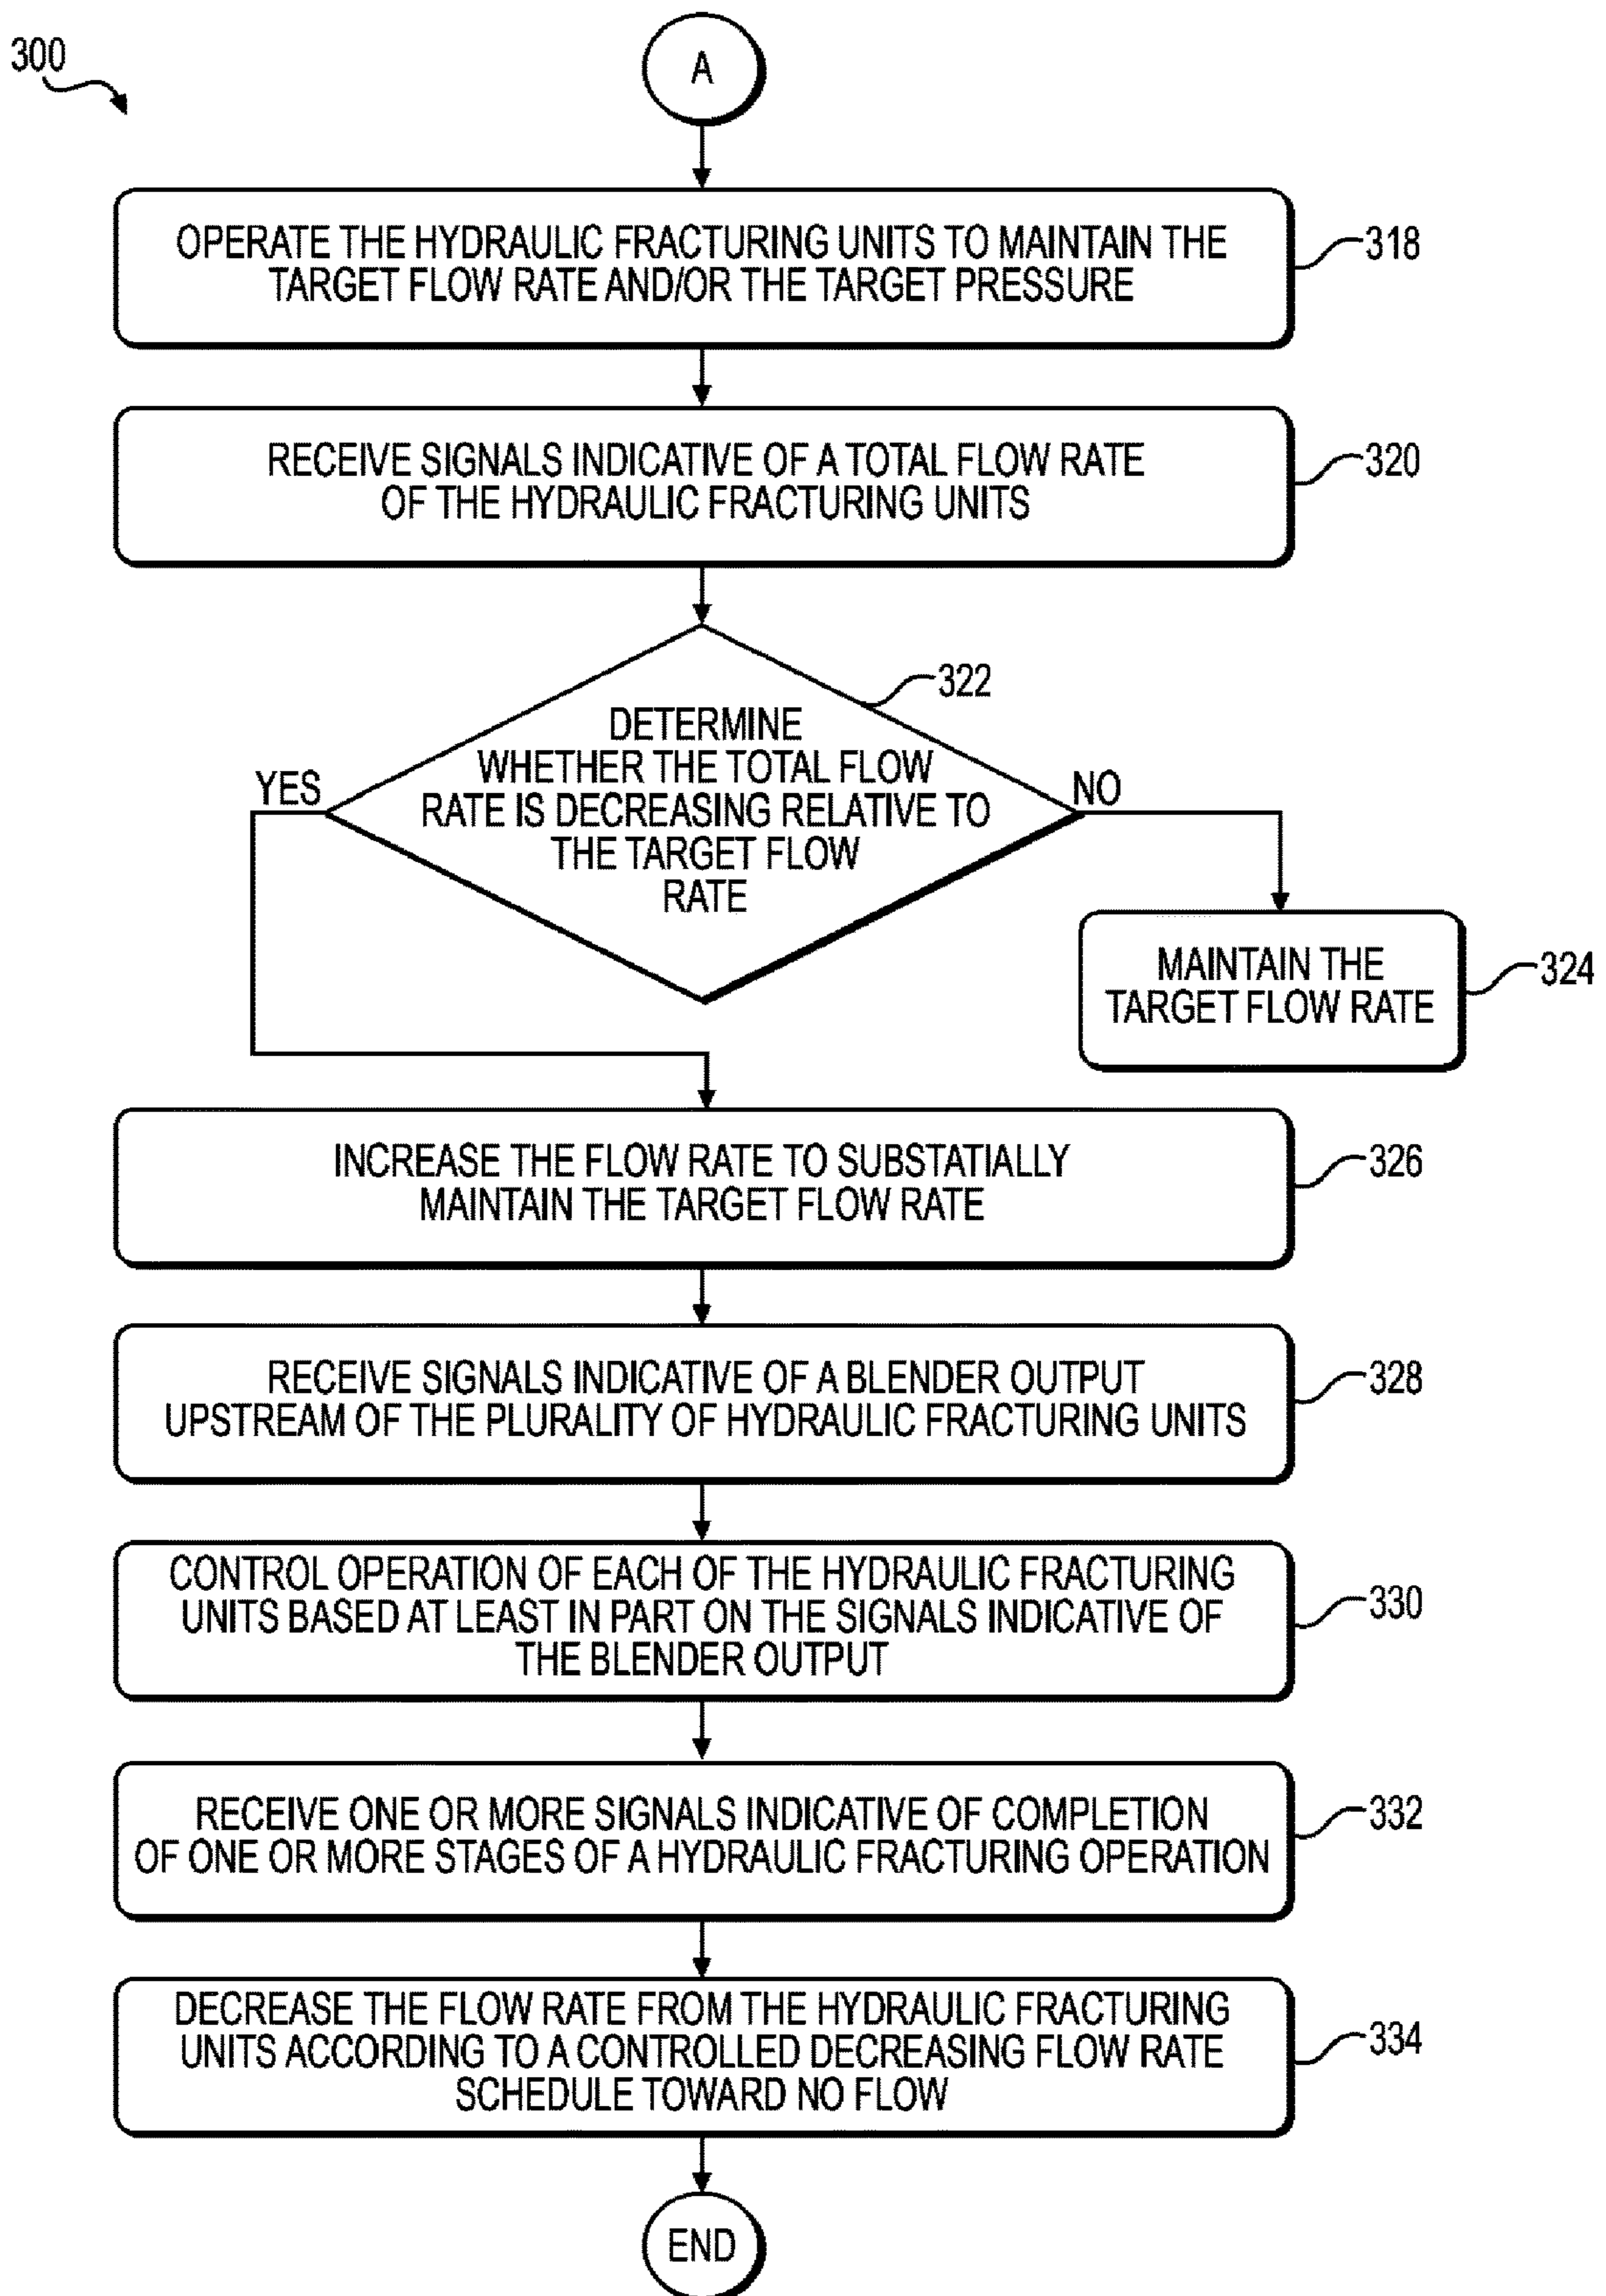 300
A
OPERATE THE HYDRAULIC FRACTURING UNITS TO MAINTAIN THE
TARGET FLOW RATE AND/OR THE TARGET PRESSURE
318
RECEIVE SIGNALS INDICATIVE OF A TOTAL FLOW RATE
OF THE HYDRAULIC FRACTURING UNITS
320
322
DETERMINE
WHETHER THE TOTAL FLOW
RATE IS DECREASING RELATIVE TO
THE TARGET FLOW
RATE
YES
NO
MAINTAIN THE
TARGET FLOW RATE
324
INCREASE THE FLOW RATE TO SUBSTATIALLY
MAINTAIN THE TARGET FLOW RATE
326
RECEIVE SIGNALS INDICATIVE OF A BLENDER OUTPUT
UPSTREAM OF THE PLURALITY OF HYDRAULIC FRACTURING UNITS
328
CONTROL OPERATION OF EACH OF THE HYDRAULIC FRACTURING
UNITS BASED AT LEAST IN PART ON THE SIGNALS INDICATIVE OF
THE BLENDER OUTPUT
330
RECEIVE ONE OR MORE SIGNALS INDICATIVE OF COMPLETION
OF ONE OR MORE STAGES OF A HYDRAULIC FRACTURING OPERATION
332
DECREASE THE FLOW RATE FROM THE HYDRAULIC FRACTURING
UNITS ACCORDING TO A CONTROLLED DECREASING FLOW RATE
SCHEDULE TOWARD NO FLOW
334
END